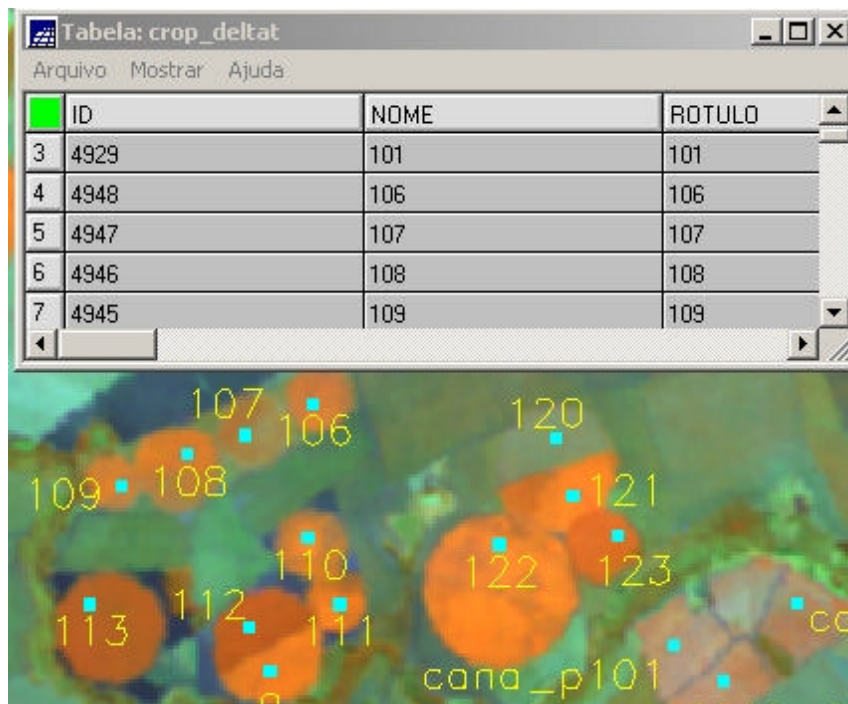 Tabela: crop_deltat
Arquivo Mostrar Ajuda
ID NOME ROTULO
3 4929 101 101
4 4948 106 106
5 4947 107 107
6 4946 108 108
7 4945 109 109
107
106
120
109
108
121
110
122
123
113
112
111
cana_p101